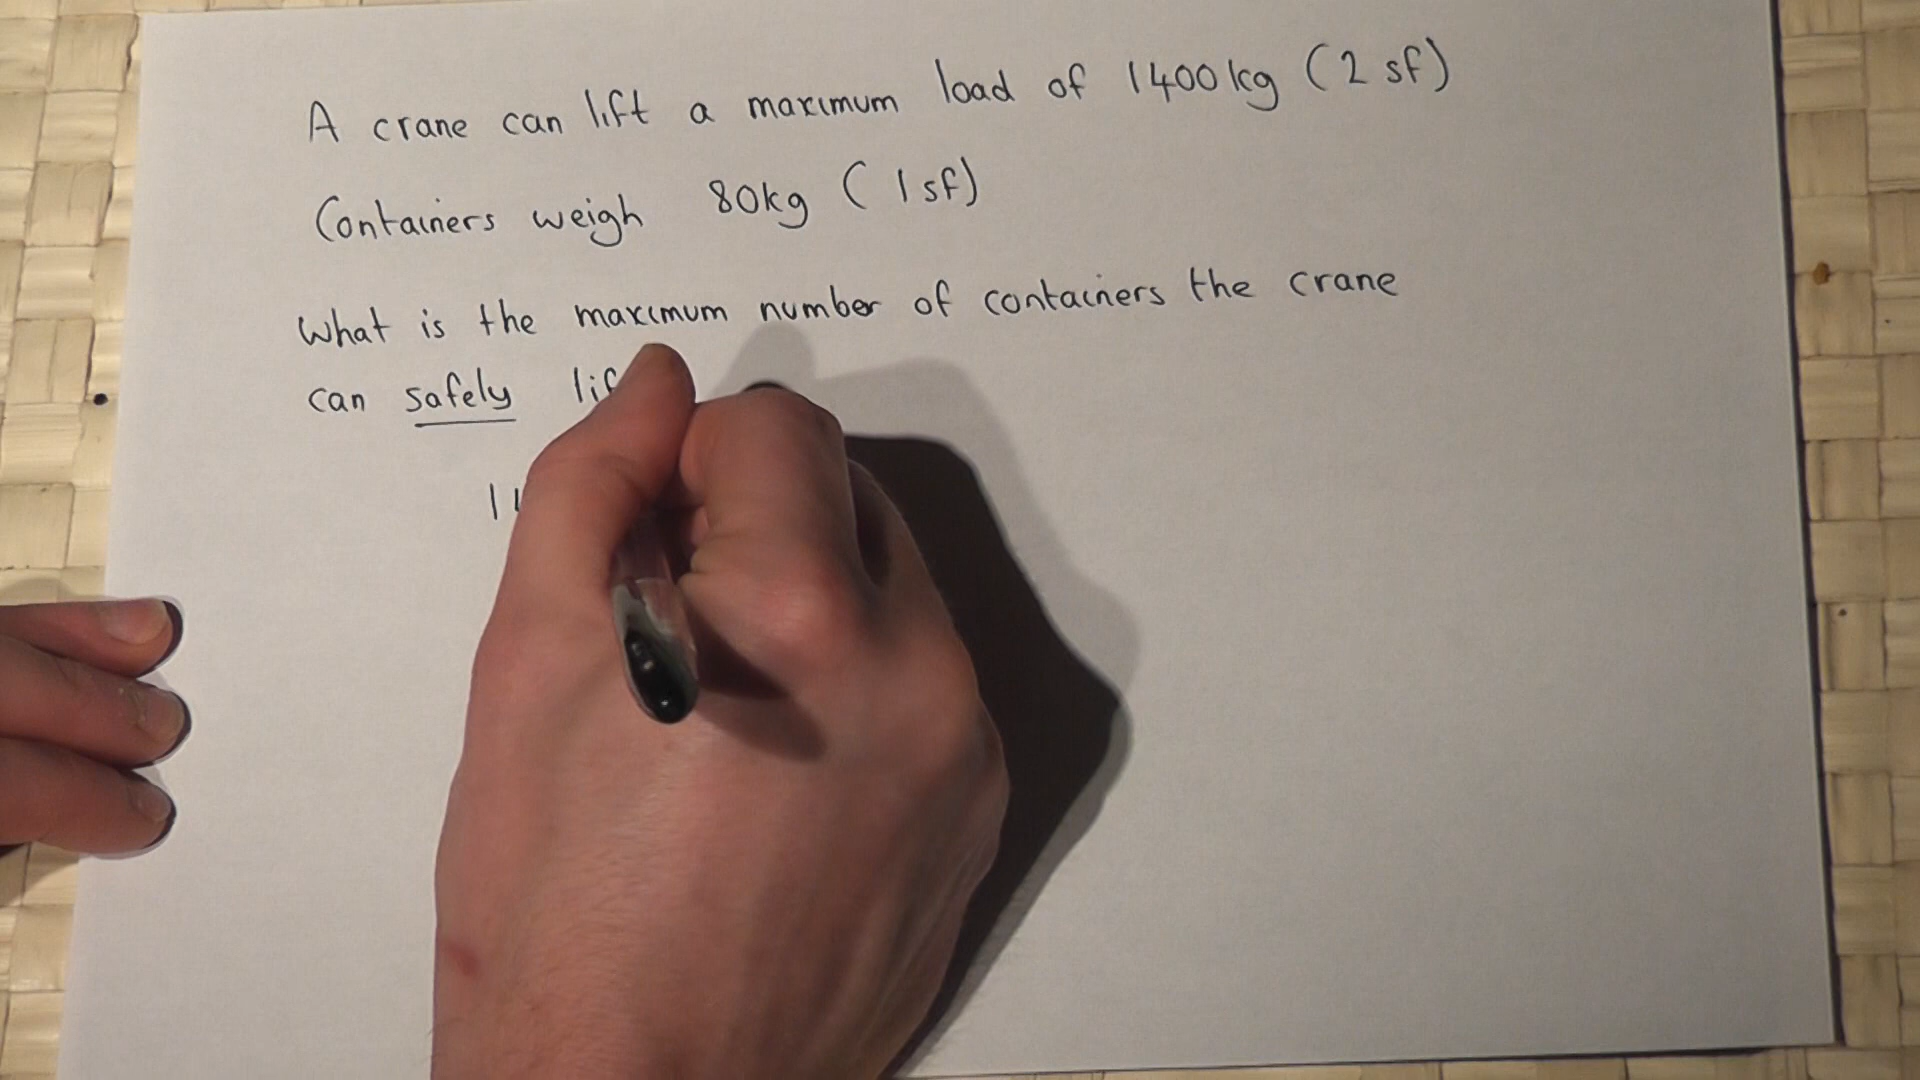 A crane can lift a maximum load of 1400kg (2 sf)
Containers weigh 80kg (1 sf)
What is the maximum number of containers the crane
can safely